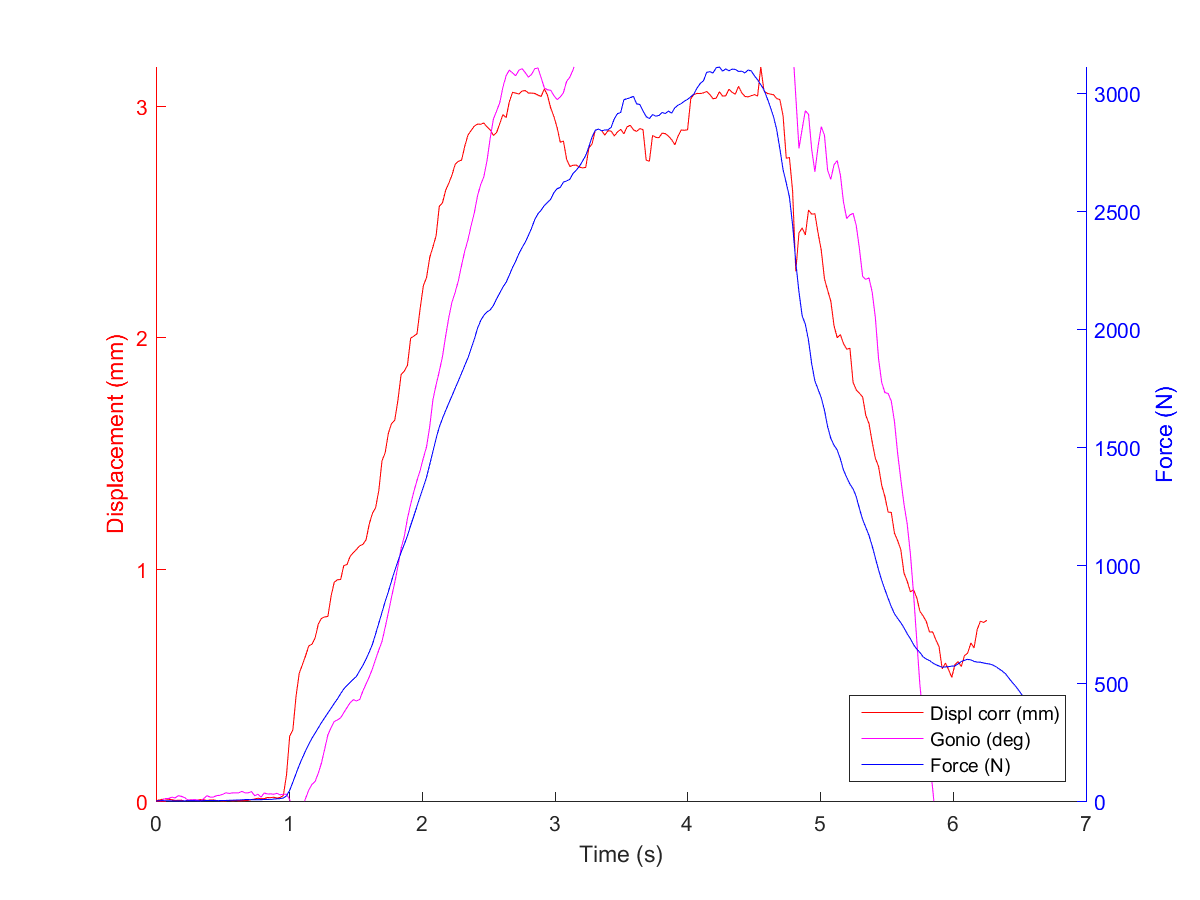 3
2
1
0
Displacement (mm)
3000
2500
2000
1500
1000
500
0
Force (N)
Displ corr (mm)
Gonio (deg)
Force (N)
0 1 2 3 4 5 6 7
Time (s)